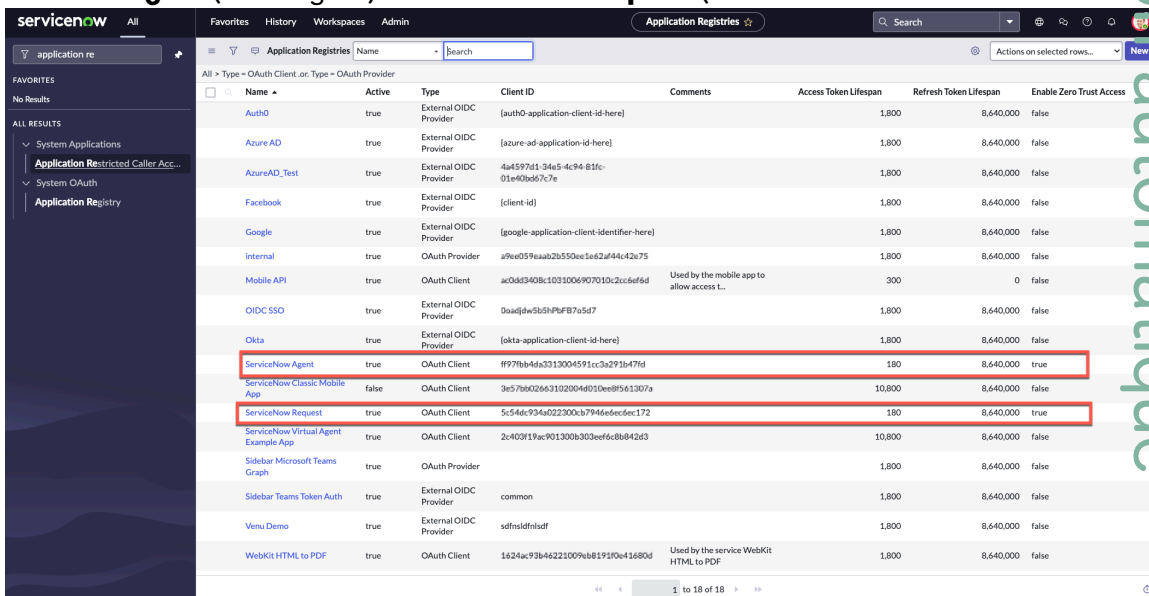 servicenow All Favorites History Workspaces Admin Application Registries ☆ Search
application re
Application Registries Name Search Actions on selected rows... New
FAVORITES
No Results
ALL RESULTS
System Applications
Application Restricted Caller Acc...
System OAuth
Application Registry
All > Type = OAuth Client .or. Type = OAuth Provider
Name Active Type Client ID Comments Access Token Lifespan Refresh Token Lifespan Enable Zero Trust Access
Auth0 true External OIDC Provider {auth0-application-client-id-here} 1,800 8,640,000 false
Azure AD true External OIDC Provider {azure-ad-application-id-here} 1,800 8,640,000 false
AzureAD_Test true External OIDC Provider 4a4597d1-34e5-4c94-81fc-01e40bd67c7e 1,800 8,640,000 false
Facebook true External OIDC Provider {client-id} 1,800 8,640,000 false
Google true External OIDC Provider {google-application-client-identifier-here} 1,800 8,640,000 false
internal true OAuth Provider a9ee059eaab2b550ee1e62af44c42e75 1,800 8,640,000 false
Mobile API true OAuth Client ac0dd3408c1031006907010c2cc6ef6d Used by the mobile app to allow access t... 300 0 false
OIDC SSO true External OIDC Provider 0oadjdw5b5hPbFB7o5d7 1,800 8,640,000 false
Okta true External OIDC Provider {okta-application-client-id-here} 1,800 8,640,000 false
ServiceNow Agent true OAuth Client ff97fbb4da3313004591cc3a291b47fd 180 8,640,000 true
ServiceNow Classic Mobile App false OAuth Client 3e57bb02663102004d010ee8f561307a 10,800 8,640,000 false
ServiceNow Request true OAuth Client 5c54dc934a022300cb7946e6ec6ec172 180 8,640,000 true
ServiceNow Virtual Agent Example App true OAuth Client 2c403f19ac901300b303eef6c8b842d3 10,800 8,640,000 false
Sidebar Microsoft Teams Graph true OAuth Provider 1,800 8,640,000 false
Sidebar Teams Token Auth true External OIDC Provider common 1,800 8,640,000 false
Venu Demo true External OIDC Provider sdfnsldfnlsdf 1,800 8,640,000 false
WebKit HTML to PDF true OAuth Client 1624ac93b46221009eb8191f0e41680d Used by the service WebKit HTML to PDF 1,800 8,640,000 false
1 to 18 of 18